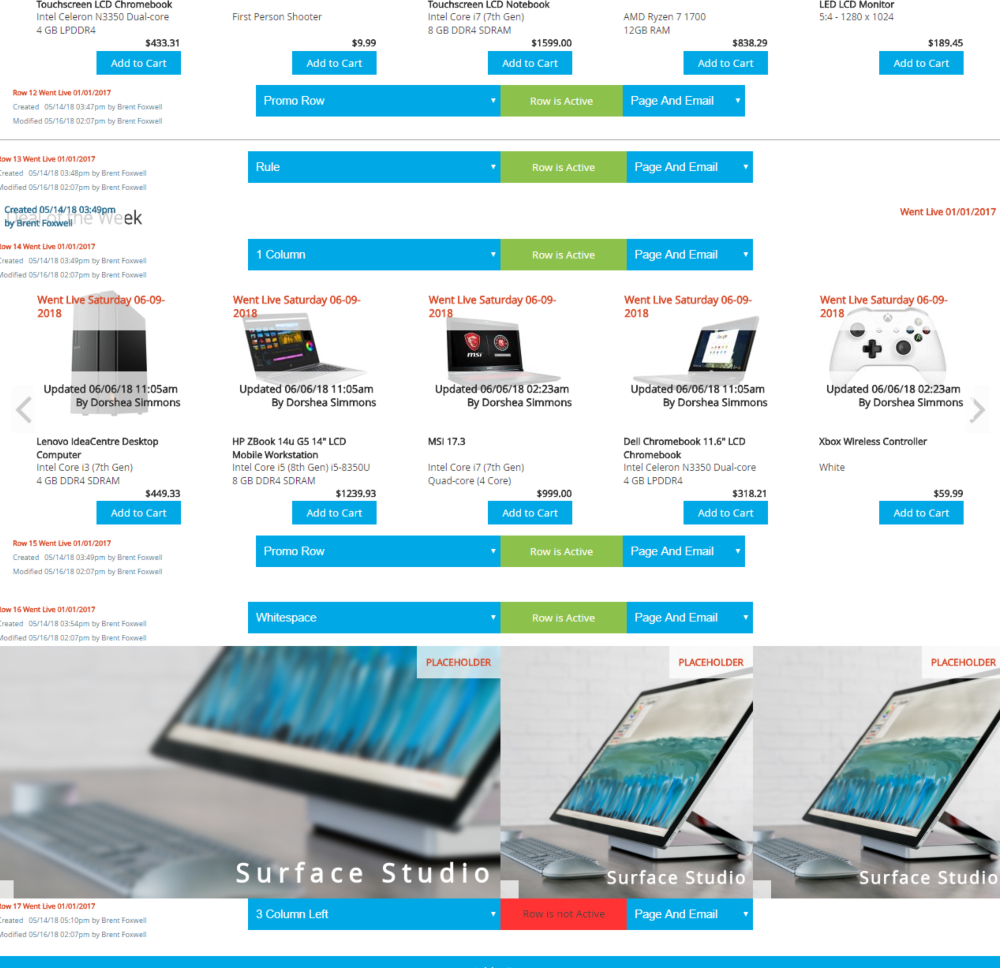 Touchscreen LCD Chromebook
Intel Celeron N3350 Dual-core
4 GB LPDDR4
$433.31
Add to Cart
First Person Shooter
$9.99
Add to Cart
Touchscreen LCD Notebook
Intel Core i7 (7th Gen)
8 GB DDR4 SDRAM
$1599.00
Add to Cart
AMD Ryzen 7 1700
12GB RAM
$838.29
Add to Cart
LED LCD Monitor
5:4 - 1280 x 1024
$189.45
Add to Cart
Row 12 Went Live 01/01/2017
Created 05/14/18 03:47pm by Brent Foxwell
Modified 05/16/18 02:07pm by Brent Foxwell
Promo Row
Row is Active
Page And Email
Row 13 Went Live 01/01/2017
Created 05/14/18 03:48pm by Brent Foxwell
Modified 05/16/18 02:07pm by Brent Foxwell
Rule
Row is Active
Page And Email
Created 05/14/18 03:49pm
by Brent Foxwell
Deal of the Week
Went Live 01/01/2017
Row 14 Went Live 01/01/2017
Created 05/14/18 03:49pm by Brent Foxwell
Modified 05/16/18 02:07pm by Brent Foxwell
1 Column
Row is Active
Page And Email
Went Live Saturday 06-09-
2018
Updated 06/06/18 11:05am
By Dorshea Simmons
Lenovo IdeaCentre Desktop
Computer
Intel Core i3 (7th Gen)
4 GB DDR4 SDRAM
$449.33
Add to Cart
Went Live Saturday 06-09-
2018
Updated 06/06/18 11:05am
By Dorshea Simmons
HP ZBook 14u G5 14" LCD
Mobile Workstation
Intel Core i5 (8th Gen) i5-8350U
8 GB DDR4 SDRAM
$1239.93
Add to Cart
Went Live Saturday 06-09-
2018
msi
Updated 06/06/18 02:23am
By Dorshea Simmons
MSI 17.3
Intel Core i7 (7th Gen)
Quad-core (4 Core)
$999.00
Add to Cart
Went Live Saturday 06-09-
2018
Updated 06/06/18 11:05am
By Dorshea Simmons
Dell Chromebook 11.6" LCD
Chromebook
Intel Celeron N3350 Dual-core
4 GB LPDDR4
$318.21
Add to Cart
Went Live Saturday 06-09-
2018
Updated 06/06/18 02:23am
By Dorshea Simmons
Xbox Wireless Controller
White
$59.99
Add to Cart
Row 15 Went Live 01/01/2017
Created 05/14/18 03:49pm by Brent Foxwell
Modified 05/16/18 02:07pm by Brent Foxwell
Promo Row
Row is Active
Page And Email
Row 16 Went Live 01/01/2017
Created 05/14/18 03:54pm by Brent Foxwell
Modified 05/16/18 02:07pm by Brent Foxwell
Whitespace
Row is Active
Page And Email
PLACEHOLDER
Surface Studio
PLACEHOLDER
Surface Studio
PLACEHOLDER
Surface Studio
Row 17 Went Live 01/01/2017
Created 05/14/18 05:10pm by Brent Foxwell
Modified 05/16/18 02:07pm by Brent Foxwell
3 Column Left
Row is not Active
Page And Email